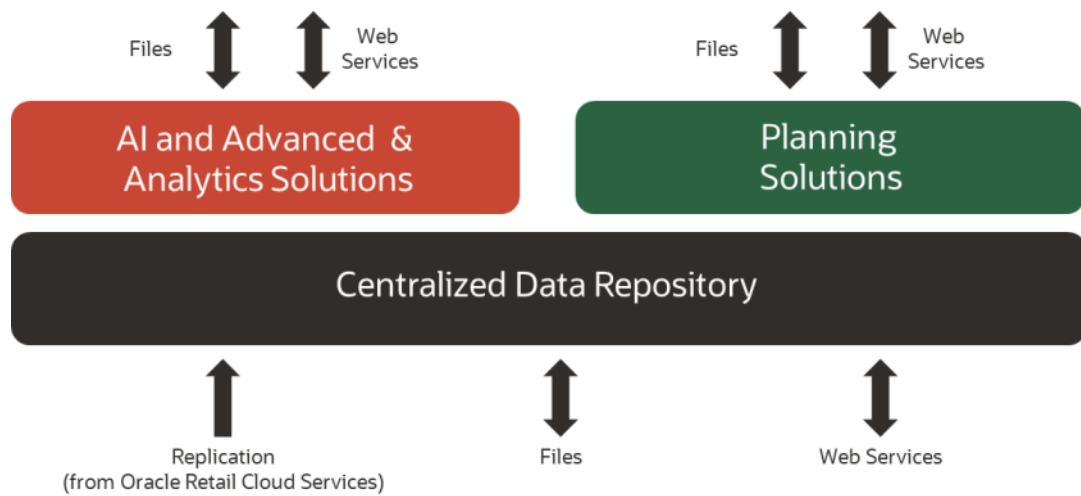 Files
Web
Services
Files
Web
Services
AI and Advanced &
Analytics Solutions
Planning
Solutions
Centralized Data Repository
Replication
(from Oracle Retail Cloud Services)
Files
Web Services